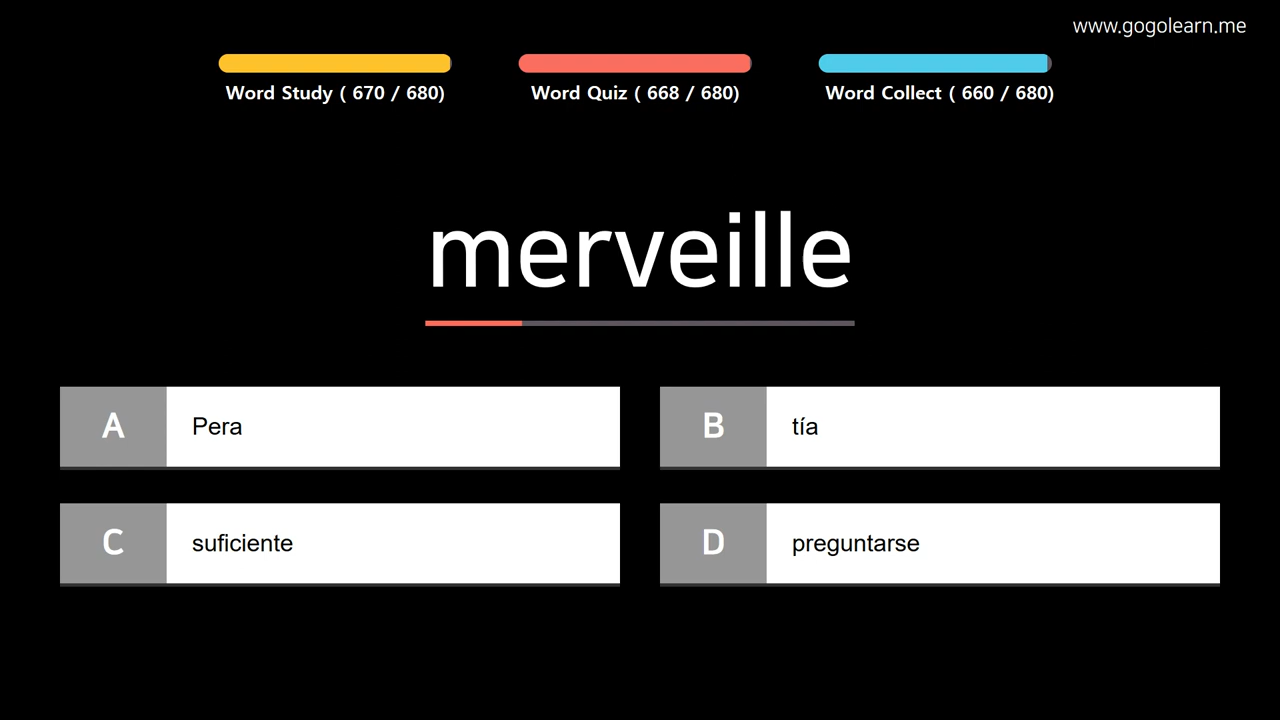 www.gogolearn.me
Word Study ( 670 / 680)
Word Quiz ( 668 / 680)
Word Collect ( 660 / 680)
merveille
A Pera
B tía
C suficiente
D preguntarse